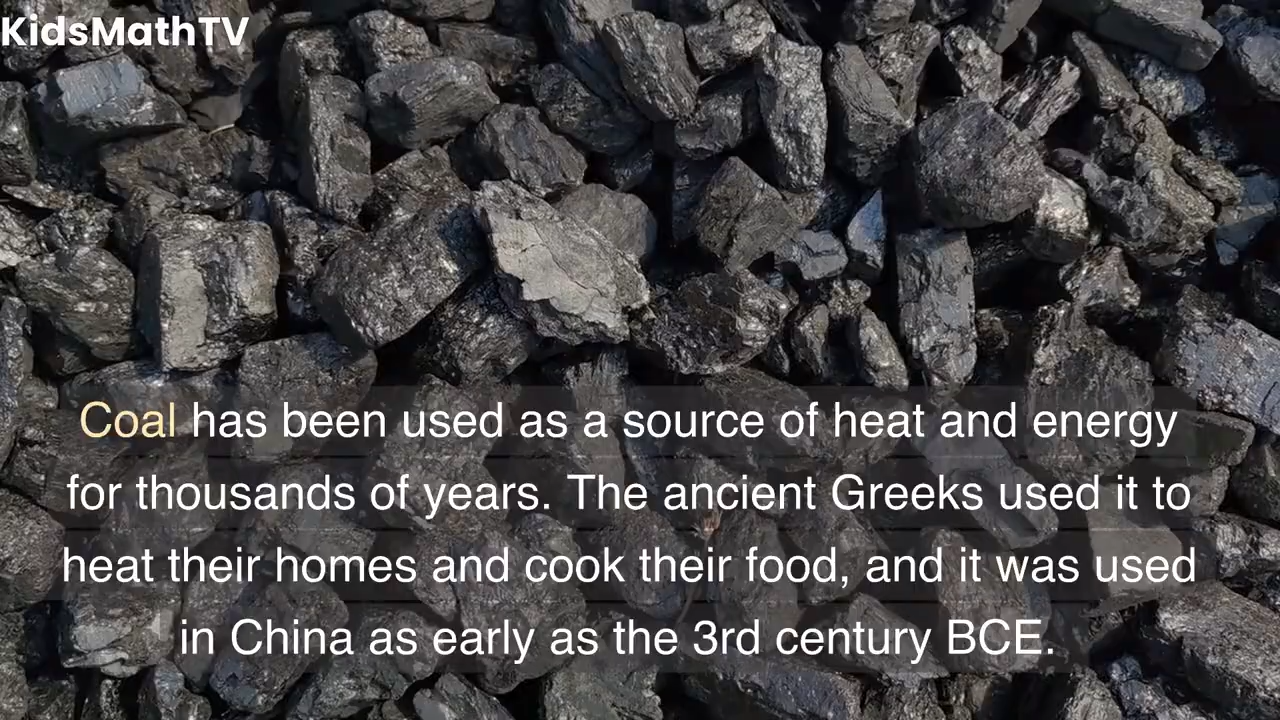 KidsMathTV
Coal has been used as a source of heat and energy
for thousands of years. The ancient Greeks used it to
heat their homes and cook their food, and it was used
in China as early as the 3rd century BCE.